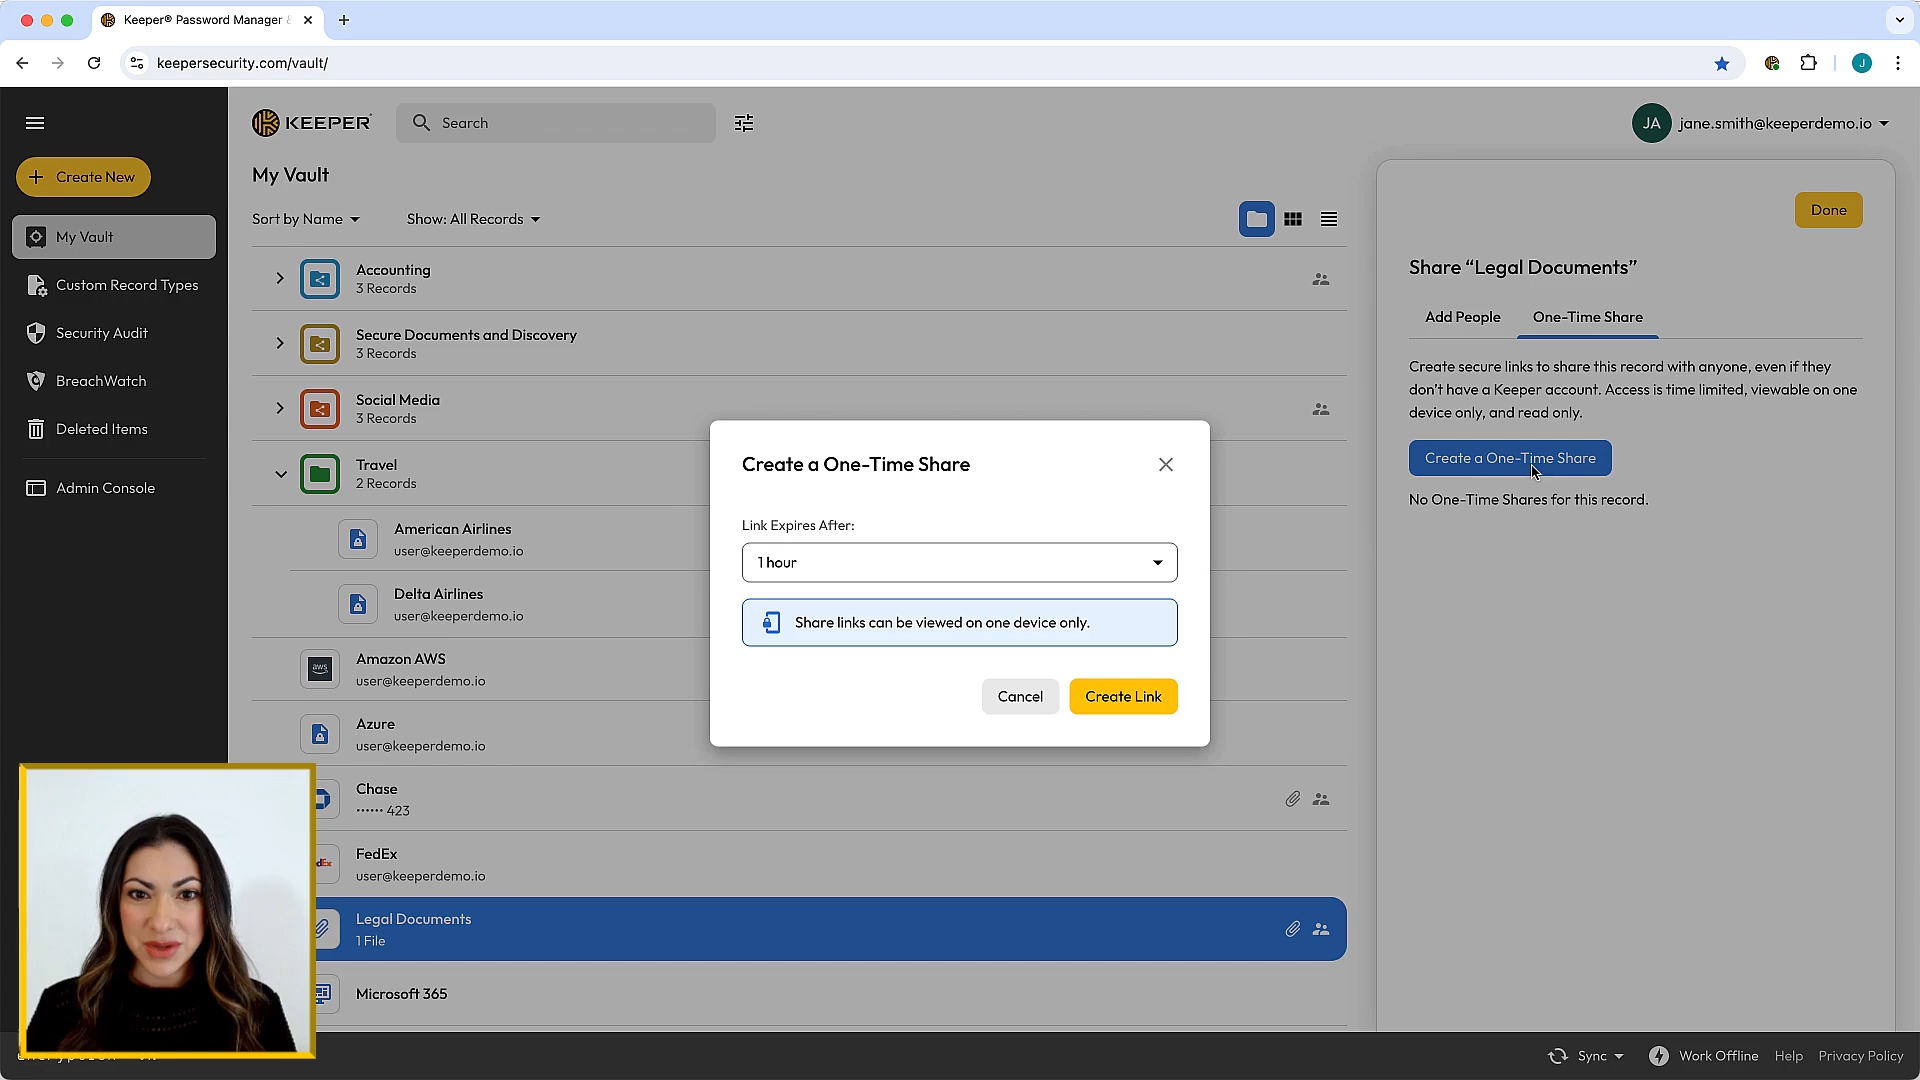 Keeper® Password Manager &
keepersecurity.com/vault/
J
KEEPER
Search
JA
jane.smith@keeperdemo.io
Create New
My Vault
Custom Record Types
Security Audit
BreachWatch
Deleted Items
Admin Console
My Vault
Sort by Name
Show: All Records
Accounting
3 Records
Secure Documents and Discovery
3 Records
Social Media
3 Records
Travel
2 Records
American Airlines
user@keeperdemo.io
Delta Airlines
user@keeperdemo.io
aws
Amazon AWS
user@keeperdemo.io
Azure
user@keeperdemo.io
Chase
•••••• 423
FedEx
user@keeperdemo.io
Legal Documents
1 File
Microsoft 365
Create a One-Time Share
Link Expires After:
1 hour
Share links can be viewed on one device only.
Cancel
Create Link
Done
Share “Legal Documents”
Add People
One-Time Share
Create secure links to share this record with anyone, even if they
don’t have a Keeper account. Access is time limited, viewable on one
device only, and read only.
Create a One-Time Share
No One-Time Shares for this record.
Sync
Work Offline
Help
Privacy Policy